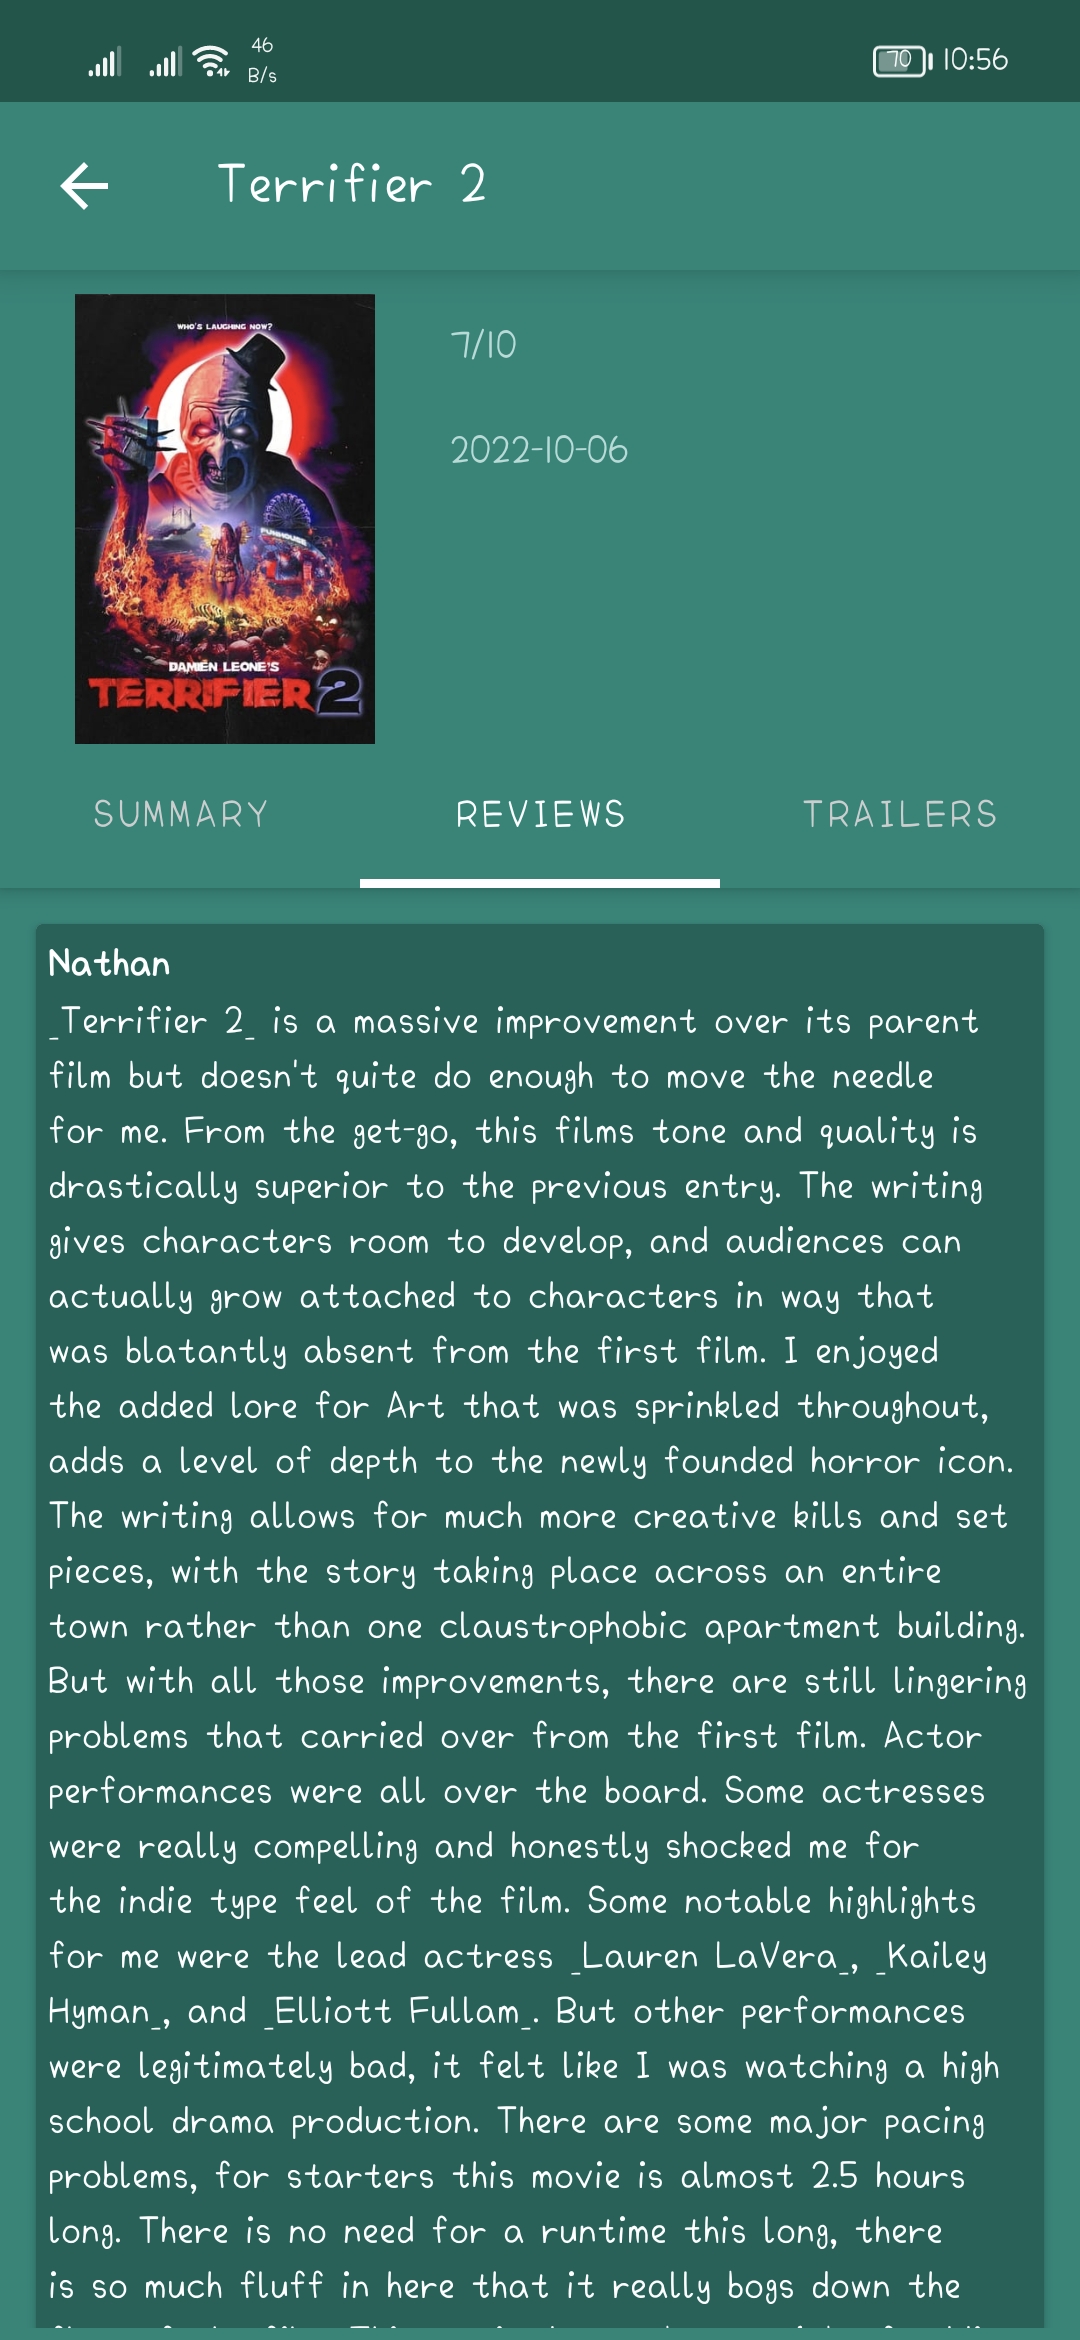 46
B/s
70
10:56
Terrifier 2
WHO'S LAUGHING NOW?
FUNHOUSE
DAMIEN LEONE'S
TERRIFIER 2
7/10
2022-10-06
SUMMARY
REVIEWS
TRAILERS
Nathan
_Terrifier 2_ is a massive improvement over its parent
film but doesn't quite do enough to move the needle
for me. From the get-go, this films tone and quality is
drastically superior to the previous entry. The writing
gives characters room to develop, and audiences can
actually grow attached to characters in way that
was blatantly absent from the first film. I enjoyed
the added lore for Art that was sprinkled throughout,
adds a level of depth to the newly founded horror icon.
The writing allows for much more creative kills and set
pieces, with the story taking place across an entire
town rather than one claustrophobic apartment building.
But with all those improvements, there are still lingering
problems that carried over from the first film. Actor
performances were all over the board. Some actresses
were really compelling and honestly shocked me for
the indie type feel of the film. Some notable highlights
for me were the lead actress _Lauren LaVera_, _Kailey
Hyman_, and _Elliott Fullam_. But other performances
were legitimately bad, it felt like I was watching a high
school drama production. There are some major pacing
problems, for starters this movie is almost 2.5 hours
long. There is no need for a runtime this long, there
is so much fluff in here that it really bogs down the